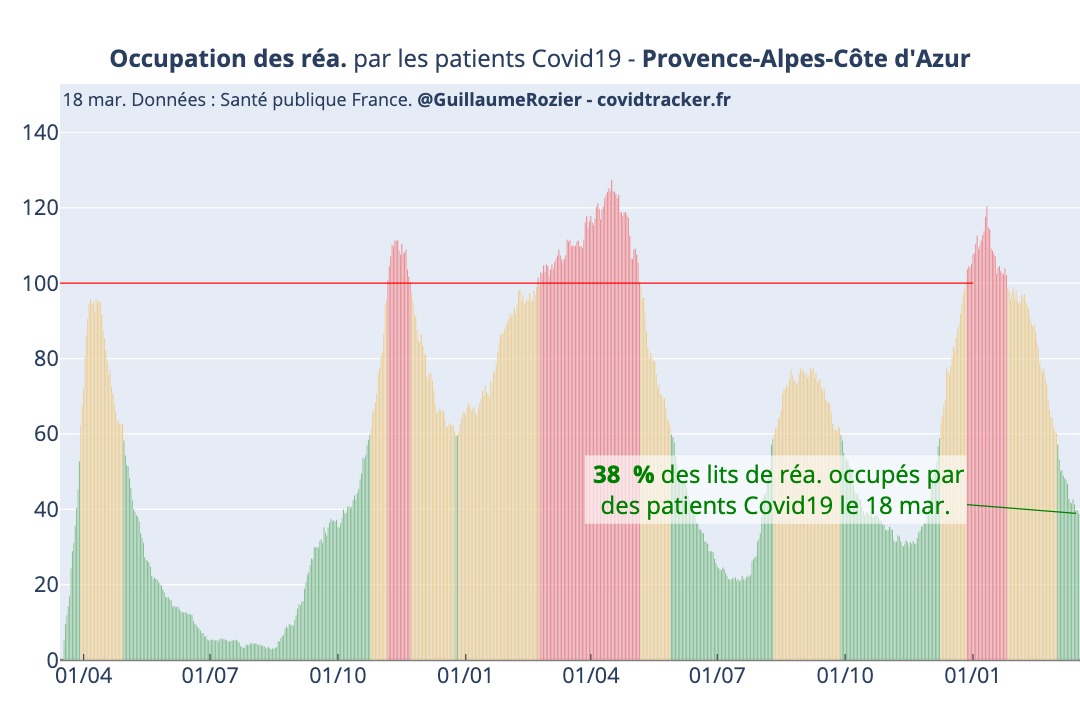 Occupation des réa. par les patients Covid19 - Provence-Alpes-Côte d'Azur
18 mar. Données : Santé publique France. @GuillaumeRozier - covidtracker.fr
140
120
100
80
60
40
20
0
38 % des lits de réa. occupés par
des patients Covid19 le 18 mar.
01/04 01/07 01/10 01/01 01/04 01/07 01/10 01/01